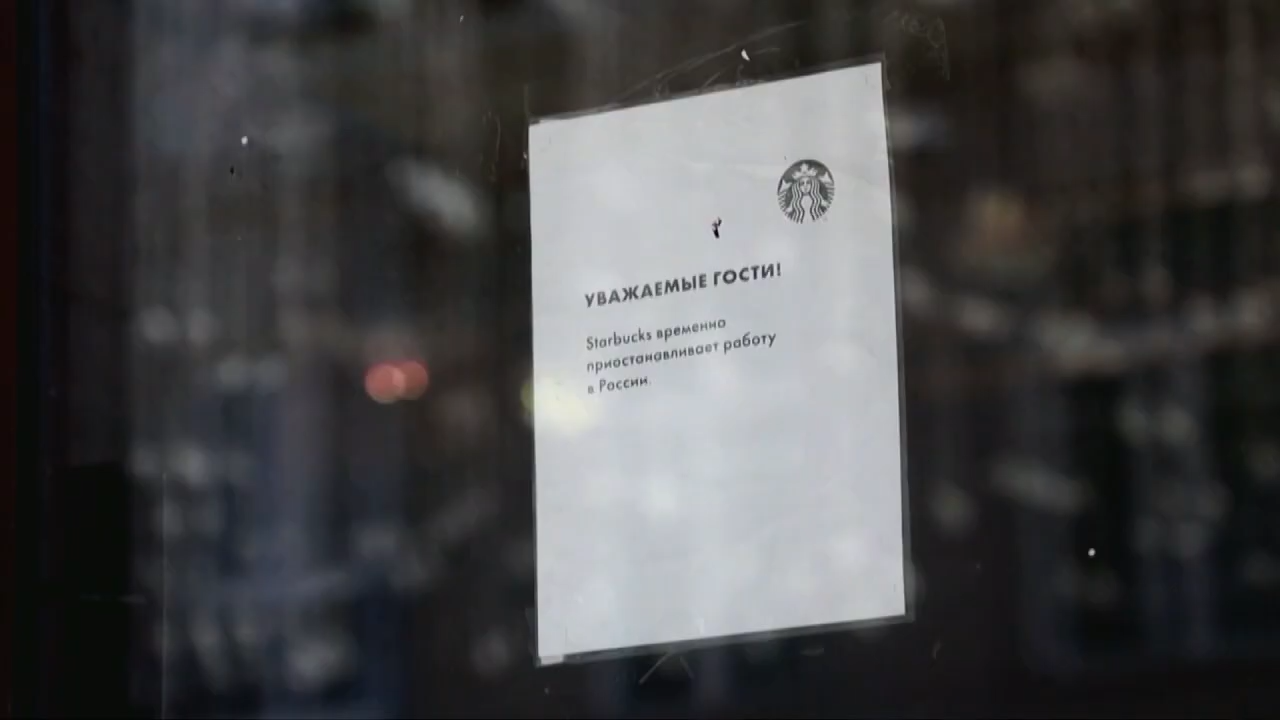 УВАЖАЕМЫЕ ГОСТИ!
Starbucks временно
приостанавливает работу
в России.